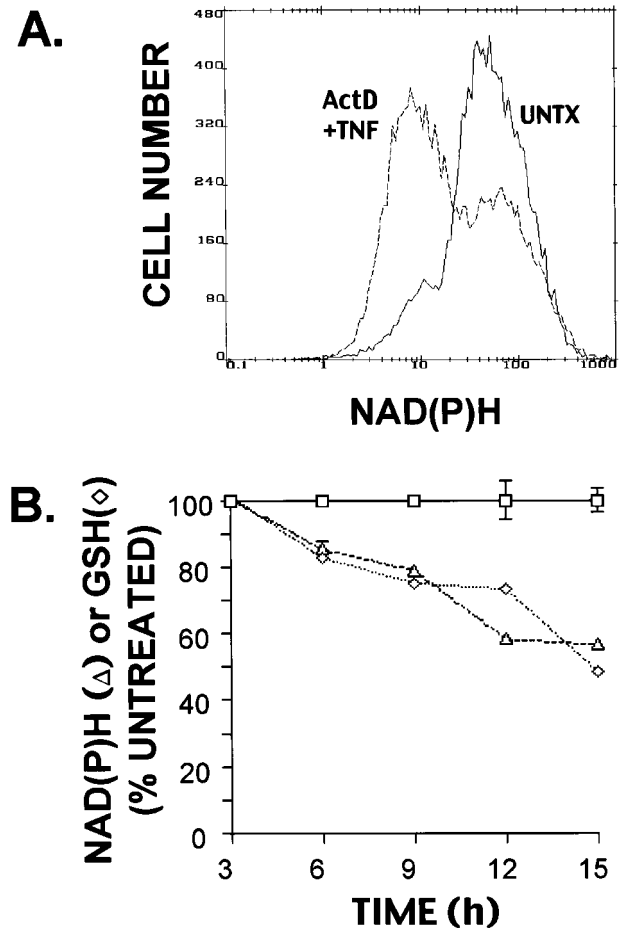 A.
480
400
320
240
160
80
0
0.1 1 10 100 1000
CELL NUMBER
ActD
+TNF
UNTX
NAD(P)H
B.
NAD(P)H (Δ) or GSH(◇)
(% UNTREATED)
100
80
60
40
20
0
3 6 9 12 15
TIME (h)